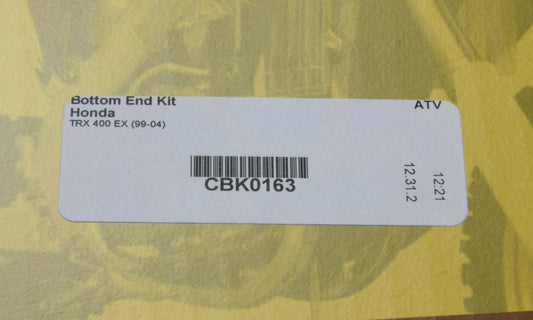 Bottom End Kit
Honda
TRX 400 EX (99-04)
ATV
CBK0163
12.31.2
12:21